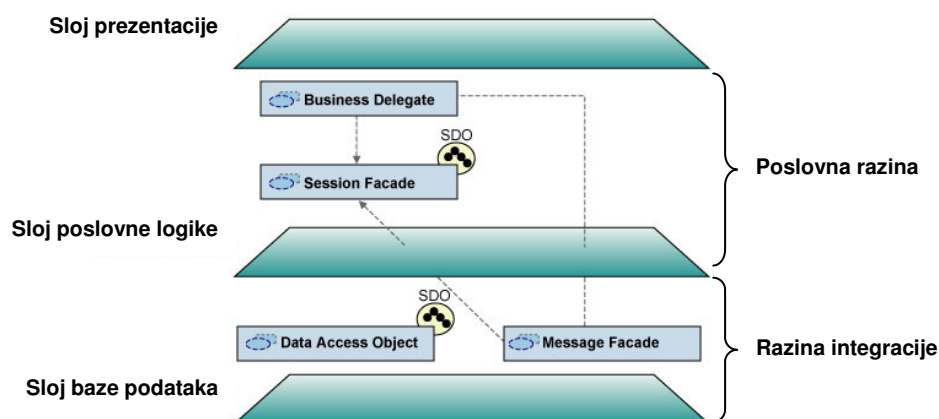 Sloj prezentacije
Business Delegate
SDO
Session Facade
Poslovna razina
Sloj poslovne logike
SDO
Data Access Object
Message Facade
Razina integracije
Sloj baze podataka